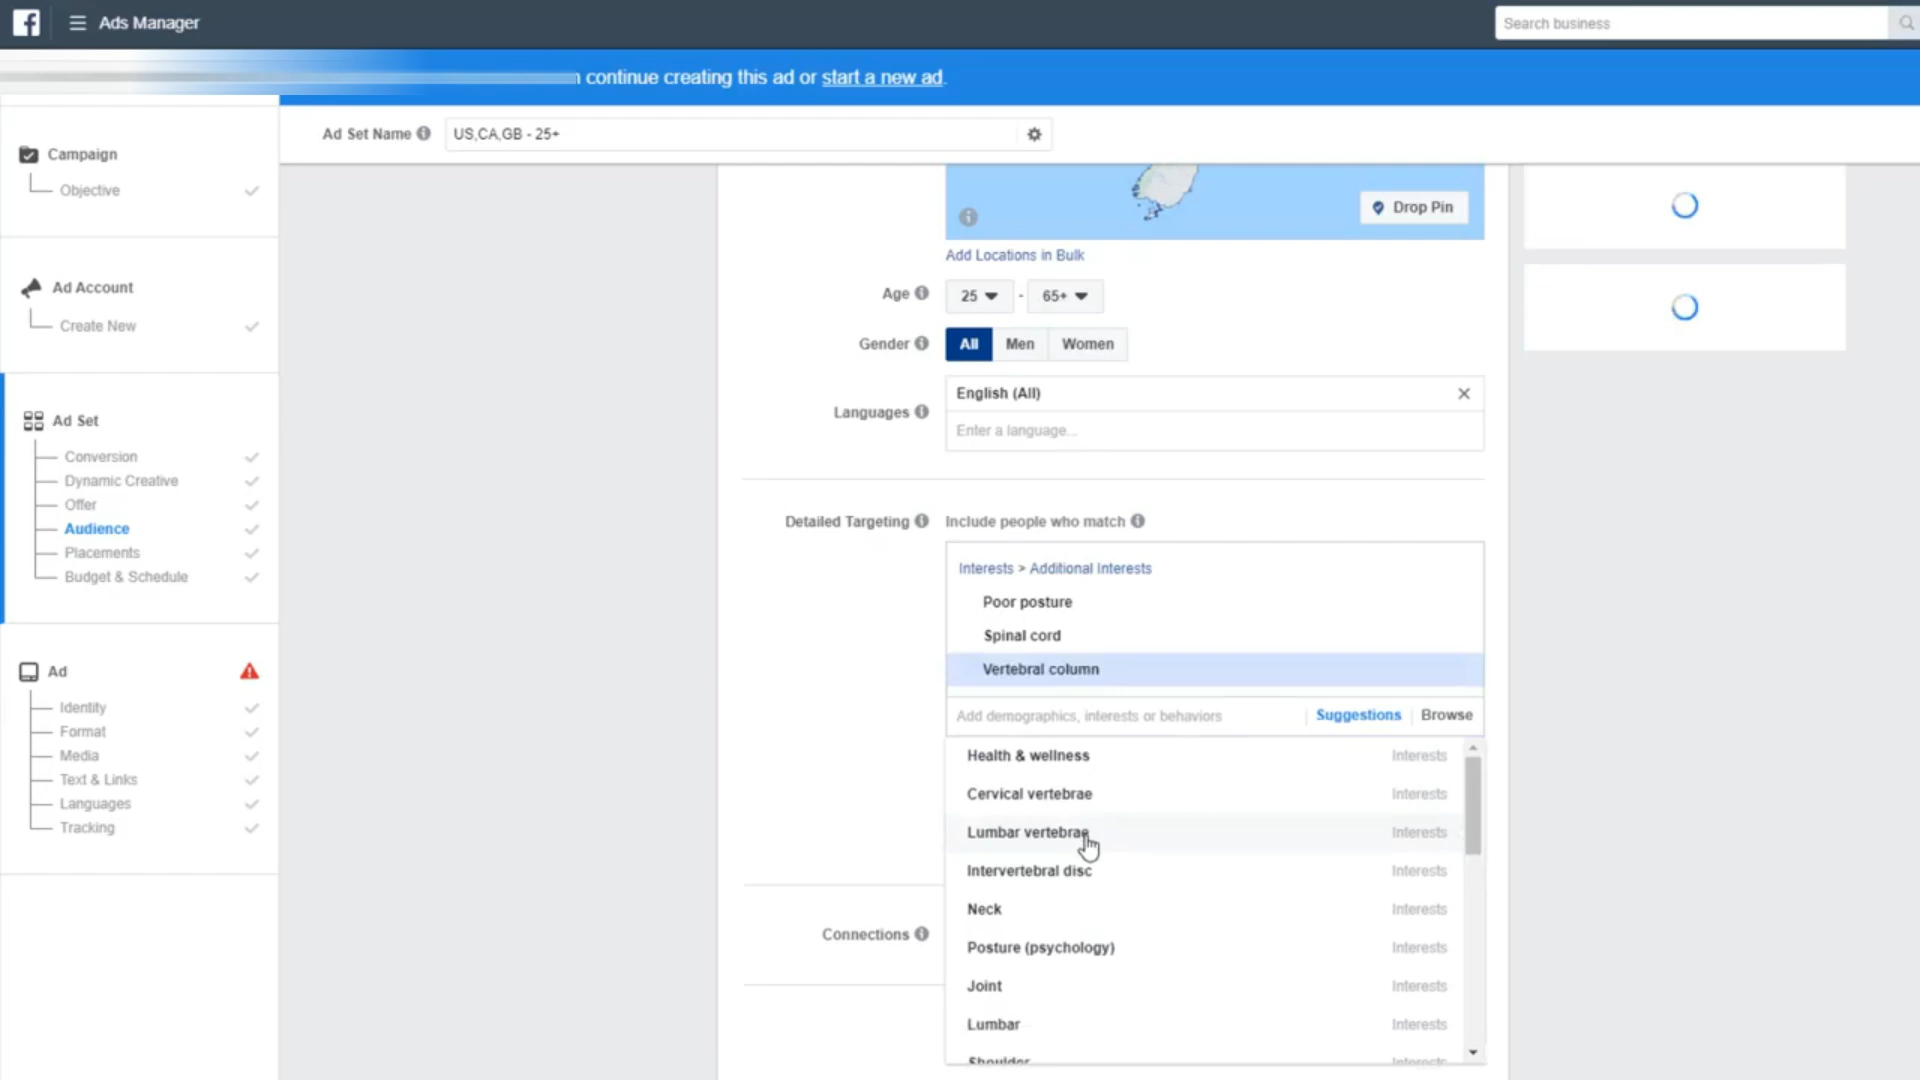 Ads Manager
Search business
continue creating this ad or start a new ad.
Ad Set Name
US,CA,GB - 25+
Campaign
Objective
Ad Account
Create New
Ad Set
Conversion
Dynamic Creative
Offer
Audience
Placements
Budget & Schedule
Ad
Identity
Format
Media
Text & Links
Languages
Tracking
Drop Pin
Add Locations in Bulk
Age
25 - 65+
Gender
All Men Women
Languages
English (All)
Enter a language...
Detailed Targeting
Include people who match
Interests > Additional Interests
Poor posture
Spinal cord
Vertebral column
Add demographics, interests or behaviors
Suggestions
Browse
Health & wellness Interests
Cervical vertebrae Interests
Lumbar vertebrae Interests
Intervertebral disc Interests
Neck Interests
Posture (psychology) Interests
Joint Interests
Lumbar Interests
Shoulder Interests
Connections